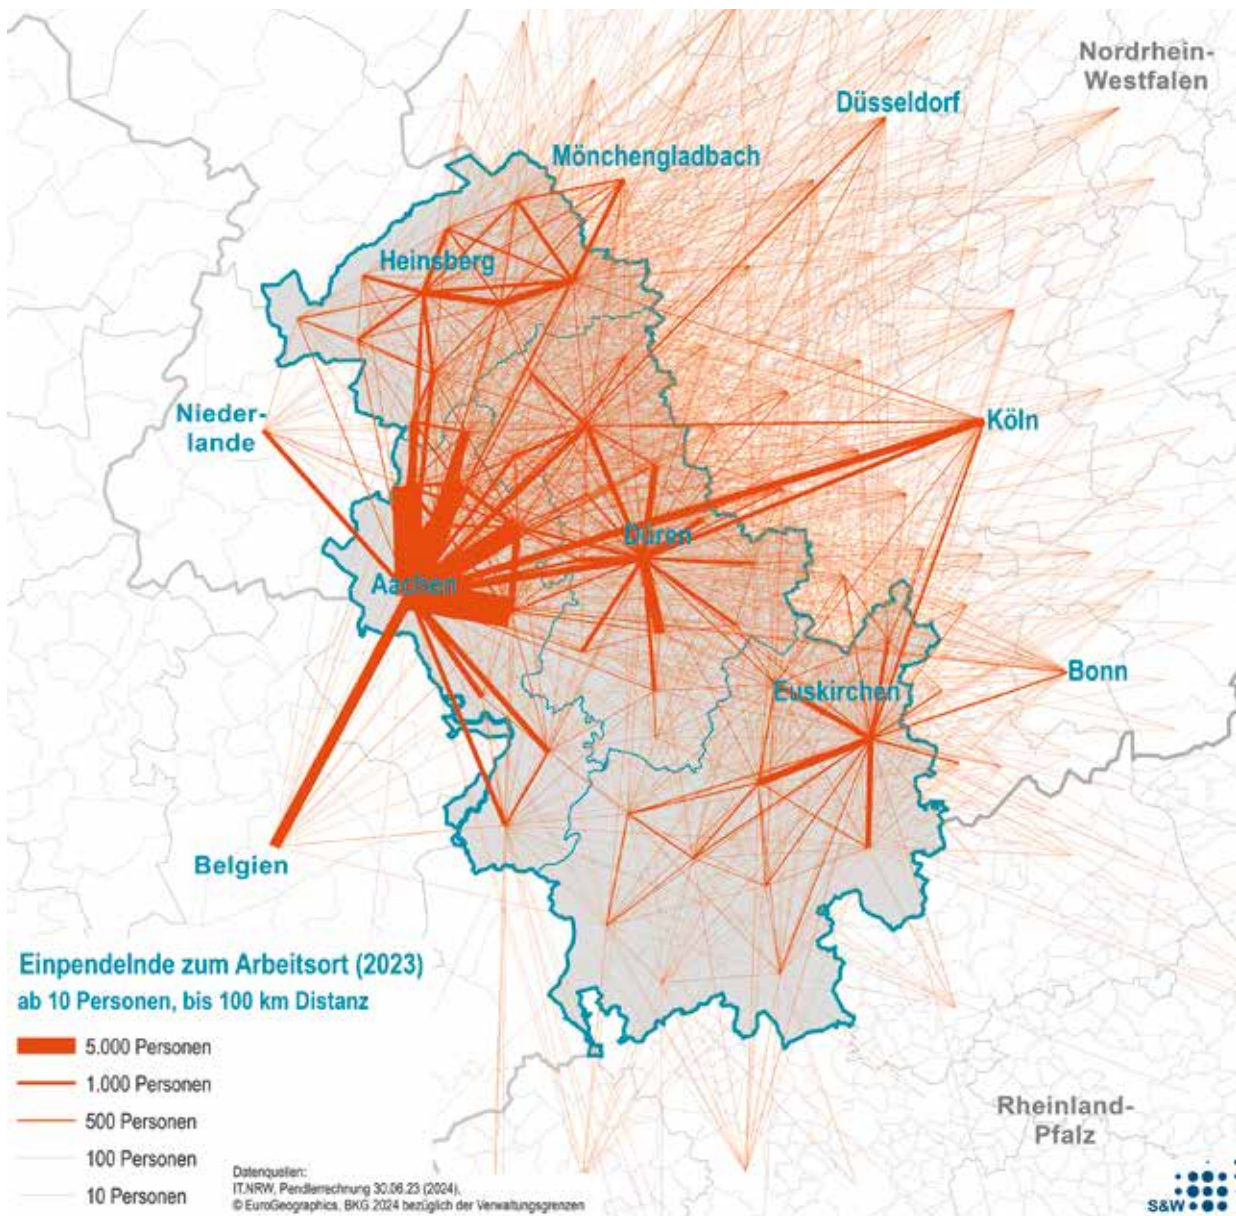 Nordrhein-
Westfalen
Düsseldorf
Mönchengladbach
Heinsberg
Nieder-
lande
Köln
Düren
Aachen
Bonn
Euskirchen
Belgien
Einpendelnde zum Arbeitsort (2023)
ab 10 Personen, bis 100 km Distanz
5.000 Personen
1.000 Personen
500 Personen
100 Personen
10 Personen
Datenquellen:
IT.NRW, Pendlerrechnung 30.06.23 (2024),
© EuroGeographics, BKG 2024 bezüglich der Verwaltungsgrenzen
Rheinland-
Pfalz
S&W